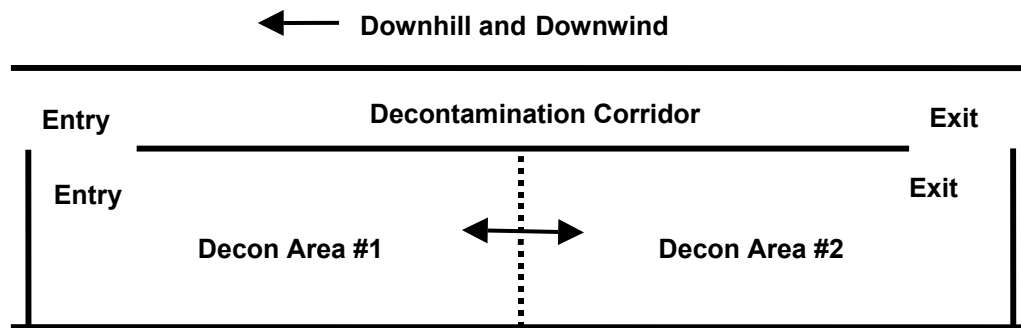 Downhill and Downwind
Entry
Decontamination Corridor
Exit
Entry
Exit
Decon Area #1
Decon Area #2